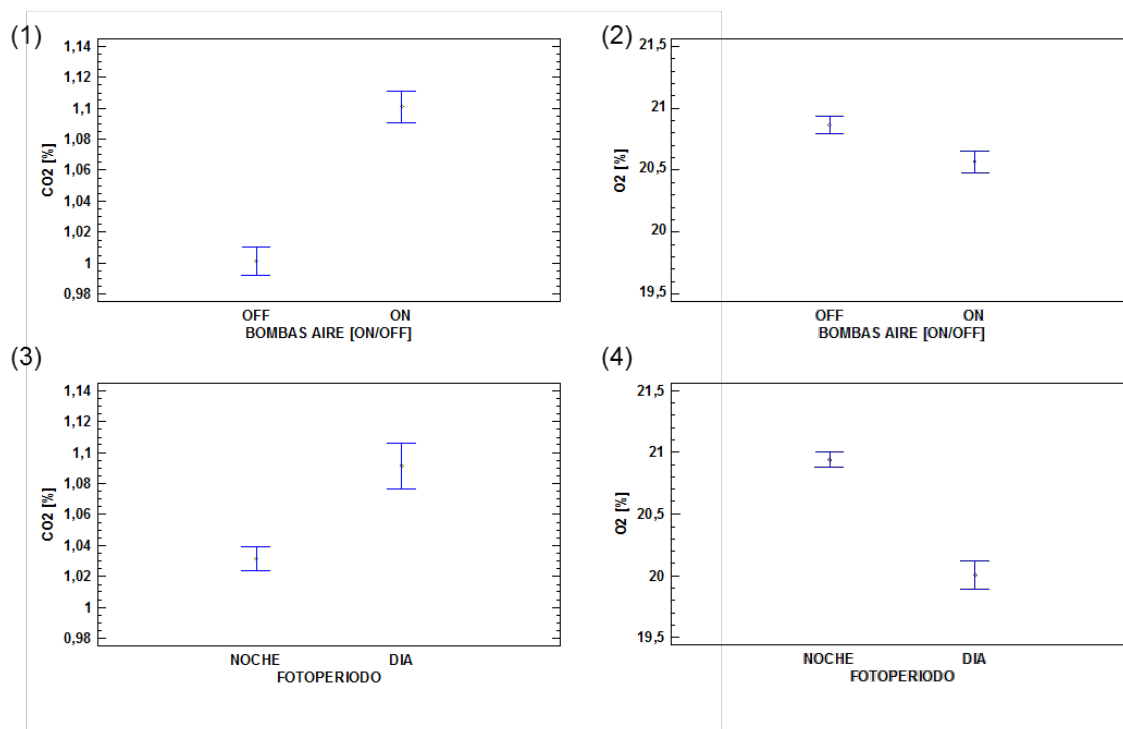 (1)
1,14
1,12
1,1
1,08
1,06
1,04
1,02
1
0,98
CO2 [%]
OFF ON
BOMBAS AIRE [ON/OFF]
(2)
21,5
21
20,5
20
19,5
O2 [%]
OFF ON
BOMBAS AIRE [ON/OFF]
(3)
1,14
1,12
1,1
1,08
1,06
1,04
1,02
1
0,98
CO2 [%]
NOCHE DIA
FOTOPERIODO
(4)
21,5
21
20,5
20
19,5
O2 [%]
NOCHE DIA
FOTOPERIODO